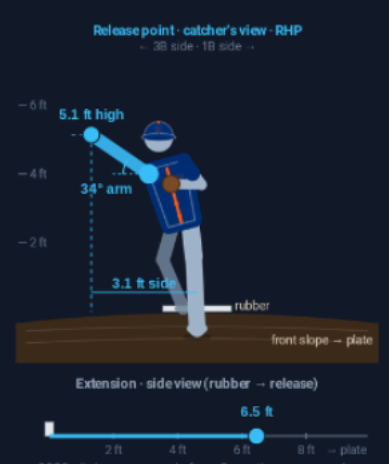 Release point · catcher's view · RHP
← 3B side · 1B side →
6 ft
5.1 ft high
4 ft
34° arm
2 ft
3.1 ft side
rubber
front slope → plate
Extension · side view (rubber → release)
6.5 ft
2 ft 4 ft 6 ft 8 ft → plate